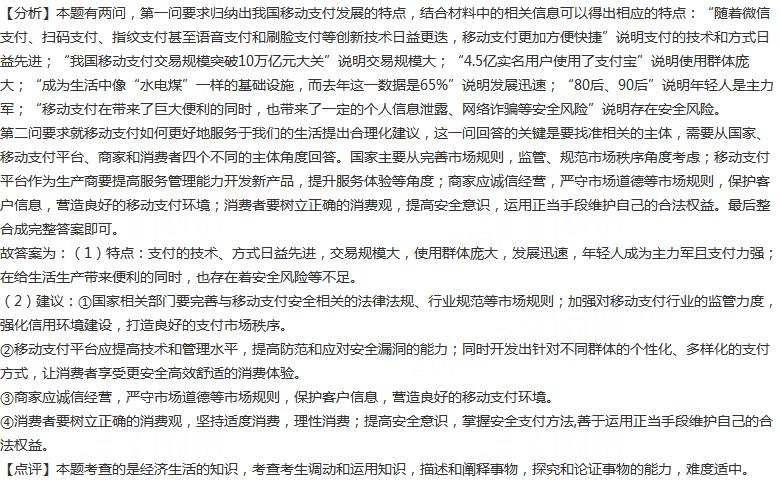 【分析】本题有两问，第一问要求归纳出我国移动支付发展的特点，结合材料中的相关信息可以得出相应的特点：“随着微信
支付、扫码支付、指纹支付甚至语音支付和刷脸支付等创新技术日益更迭，移动支付更加方便快捷”说明支付的技术和方式日
益先进；“我国移动支付交易规模突破10万亿元大关”说明交易规模大；“4.5亿实名用户使用了支付宝”说明使用群体庞
大；“成为生活中像“水电煤”一样的基础设施，而去年这一数据是65%”说明发展迅速；“80后、90后”说明年轻人是主力
军；“移动支付在带来了巨大便利的同时，也带来了一定的个人信息泄露、网络诈骗等安全风险”说明存在安全风险。
第二问要求就移动支付如何更好地服务于我们的生活提出合理化建议，这一问回答的关键是要找准相关的主体，需要从国家、
移动支付平台、商家和消费者四个不同的主体角度回答。国家主要从完善市场规则，监管、规范市场秩序角度考虑；移动支付
平台作为生产商要提高服务管理能力开发新产品，提升服务体验等角度；商家应诚信经营，严守市场道德等市场规则，保护客
户信息，营造良好的移动支付环境；消费者要树立正确的消费观，提高安全意识，运用正当手段维护自己的合法权益。最后整
合成完整答案即可。
故答案为：（1）特点：支付的技术、方式日益先进，交易规模大，使用群体庞大，发展迅速，年轻人成为主力军且支付力强；
在给生活生产带来便利的同时，也存在着安全风险等不足。
（2）建议：①国家相关部门要完善与移动支付安全相关的法律法规、行业规范等市场规则；加强对移动支付行业的监管力度，
强化信用环境建设，打造良好的支付市场秩序。
②移动支付平台应提高技术和管理水平，提高防范和应对安全漏洞的能力；同时开发出针对不同群体的个性化、多样化的支付
方式，让消费者享受更安全高效舒适的消费体验。
③商家应诚信经营，严守市场道德等市场规则，保护客户信息，营造良好的移动支付环境。
④消费者要树立正确的消费观，坚持适度消费，理性消费；提高安全意识，掌握安全支付方法,善于运用正当手段维护自己的合
法权益。
【点评】本题考查的是经济生活的知识，考查考生调动和运用知识，描述和阐释事物，探究和论证事物的能力，难度适中。